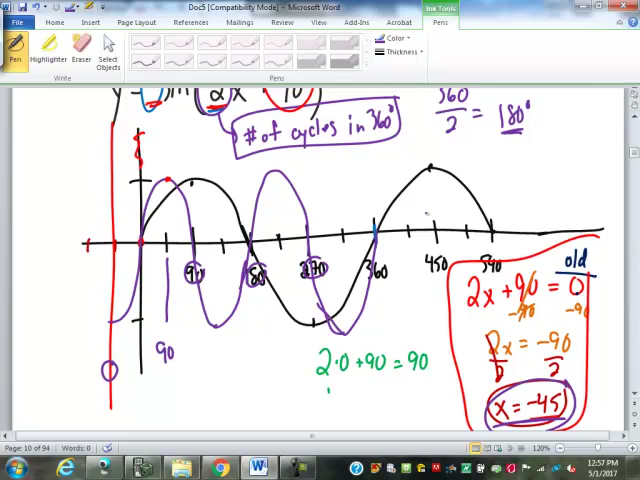 Doc5 [Compatibility Mode] - Microsoft Word
Ink Tools
File Home Insert Page Layout References Mailings Review View Add-Ins Acrobat Pens
Pen Highlighter Eraser Select Objects
Color
Thickness
Write Pens
360
2 = 180°
# of cycles in 360°
90 180 270 360 450 540
90
old
2x + 90 = 0
-90 -90
2x = -90
2
x = -45
2·0 + 90 = 90
Page: 10 of 94 Words: 0 120%
12:57 PM
5/1/2017